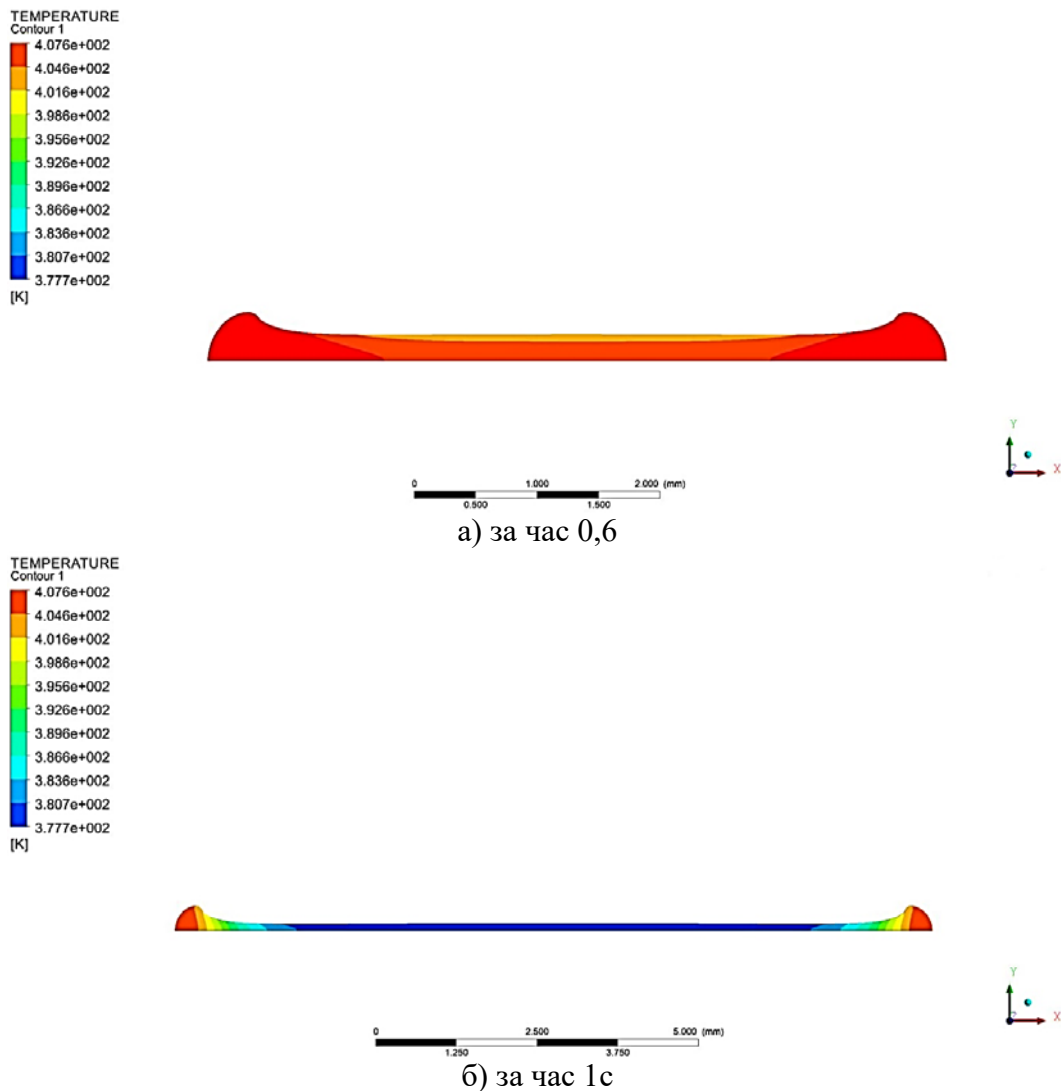 TEMPERATURE
Contour 1
4.076e+002
4.046e+002
4.016e+002
3.986e+002
3.956e+002
3.926e+002
3.896e+002
3.866e+002
3.836e+002
3.807e+002
3.777e+002
[K]
Y
X
0 1.000 2.000 (mm)
0.500 1.500
а) за час 0,6
TEMPERATURE
Contour 1
4.076e+002
4.046e+002
4.016e+002
3.986e+002
3.956e+002
3.926e+002
3.896e+002
3.866e+002
3.836e+002
3.807e+002
3.777e+002
[K]
Y
X
0 2.500 5.000 (mm)
1.250 3.750
б) за час 1с